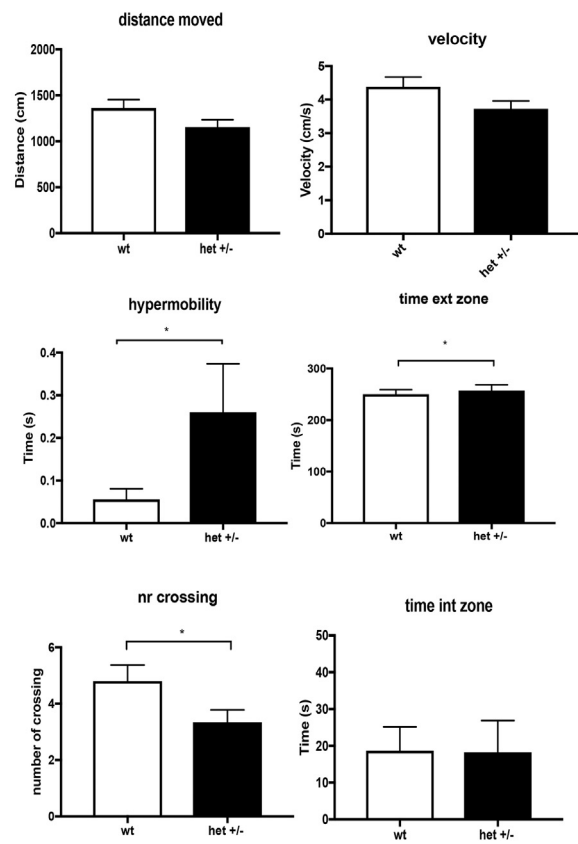 distance moved
Distance (cm)
2000
1500
1000
500
0
wt
het +/-
velocity
Velocity (cm/s)
5
4
3
2
1
0
wt
het +/-
hypermobility
*
Time (s)
0.4
0.3
0.2
0.1
0.0
wt
het +/-
time ext zone
*
Time (s)
300
200
100
0
wt
het +/-
nr crossing
*
number of crossing
6
4
2
0
wt
het +/-
time int zone
Time (s)
50
40
30
20
10
0
wt
het +/-